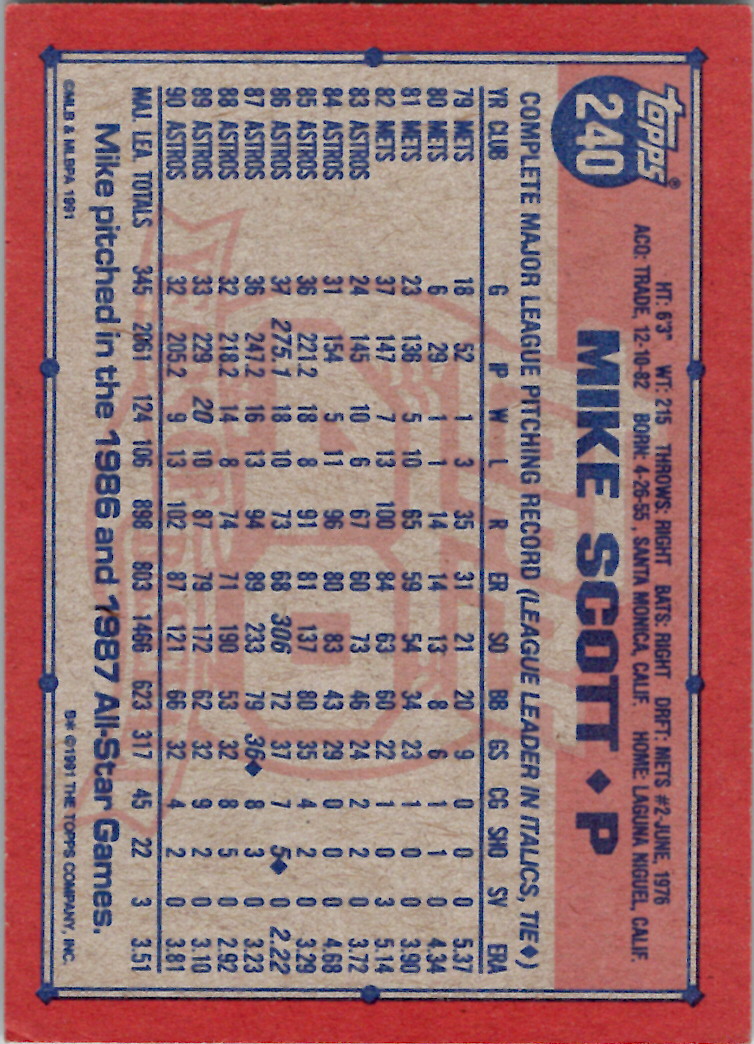 topps®
240
HT: 6'3" WT: 215 THROWS: RIGHT BATS: RIGHT DRFT: METS #2-JUNE, 1976
ACQ: TRADE, 12-10-82 BORN: 4-26-55, SANTA MONICA, CALIF. HOME: LAGUNA NIGUEL, CALIF.
MIKE SCOTT ♦ P
COMPLETE MAJOR LEAGUE PITCHING RECORD (LEAGUE LEADER IN ITALICS, TIE♦)
YR CLUB G IP W L R ER SO BB GS CG SHO SV ERA
79 METS 18 52 1 3 35 31 21 20 9 0 0 0 5.37
80 METS 6 29 1 1 14 14 13 8 6 1 1 0 4.34
81 METS 23 136 5 10 65 59 54 34 23 1 0 0 3.90
82 METS 37 147 7 13 100 84 63 60 22 1 0 3 5.14
83 ASTROS 24 145 10 6 67 60 73 46 24 2 2 0 3.72
84 ASTROS 31 154 5 11 96 80 83 43 29 0 0 0 4.68
85 ASTROS 36 221.2 18 8 91 81 137 80 35 4 2 0 3.29
86 ASTROS 37 275.1 18 10 73 68 306 72 37 7 5♦ 0 2.22
87 ASTROS 36 247.2 16 13 94 89 233 79 36♦ 8 3 0 3.23
88 ASTROS 32 218.2 14 8 74 71 190 53 32 8 5 0 2.92
89 ASTROS 33 229 20 10 87 79 172 62 32 9 2 0 3.10
90 ASTROS 32 205.2 9 13 102 87 121 66 32 4 2 0 3.81
MAJ. LEA. TOTALS 345 2061 124 106 898 803 1466 623 317 45 22 3 3.51
Mike pitched in the 1986 and 1987 All-Star Games.
©MLB & MLBPA 1991
B* ©1991 THE TOPPS COMPANY, INC.